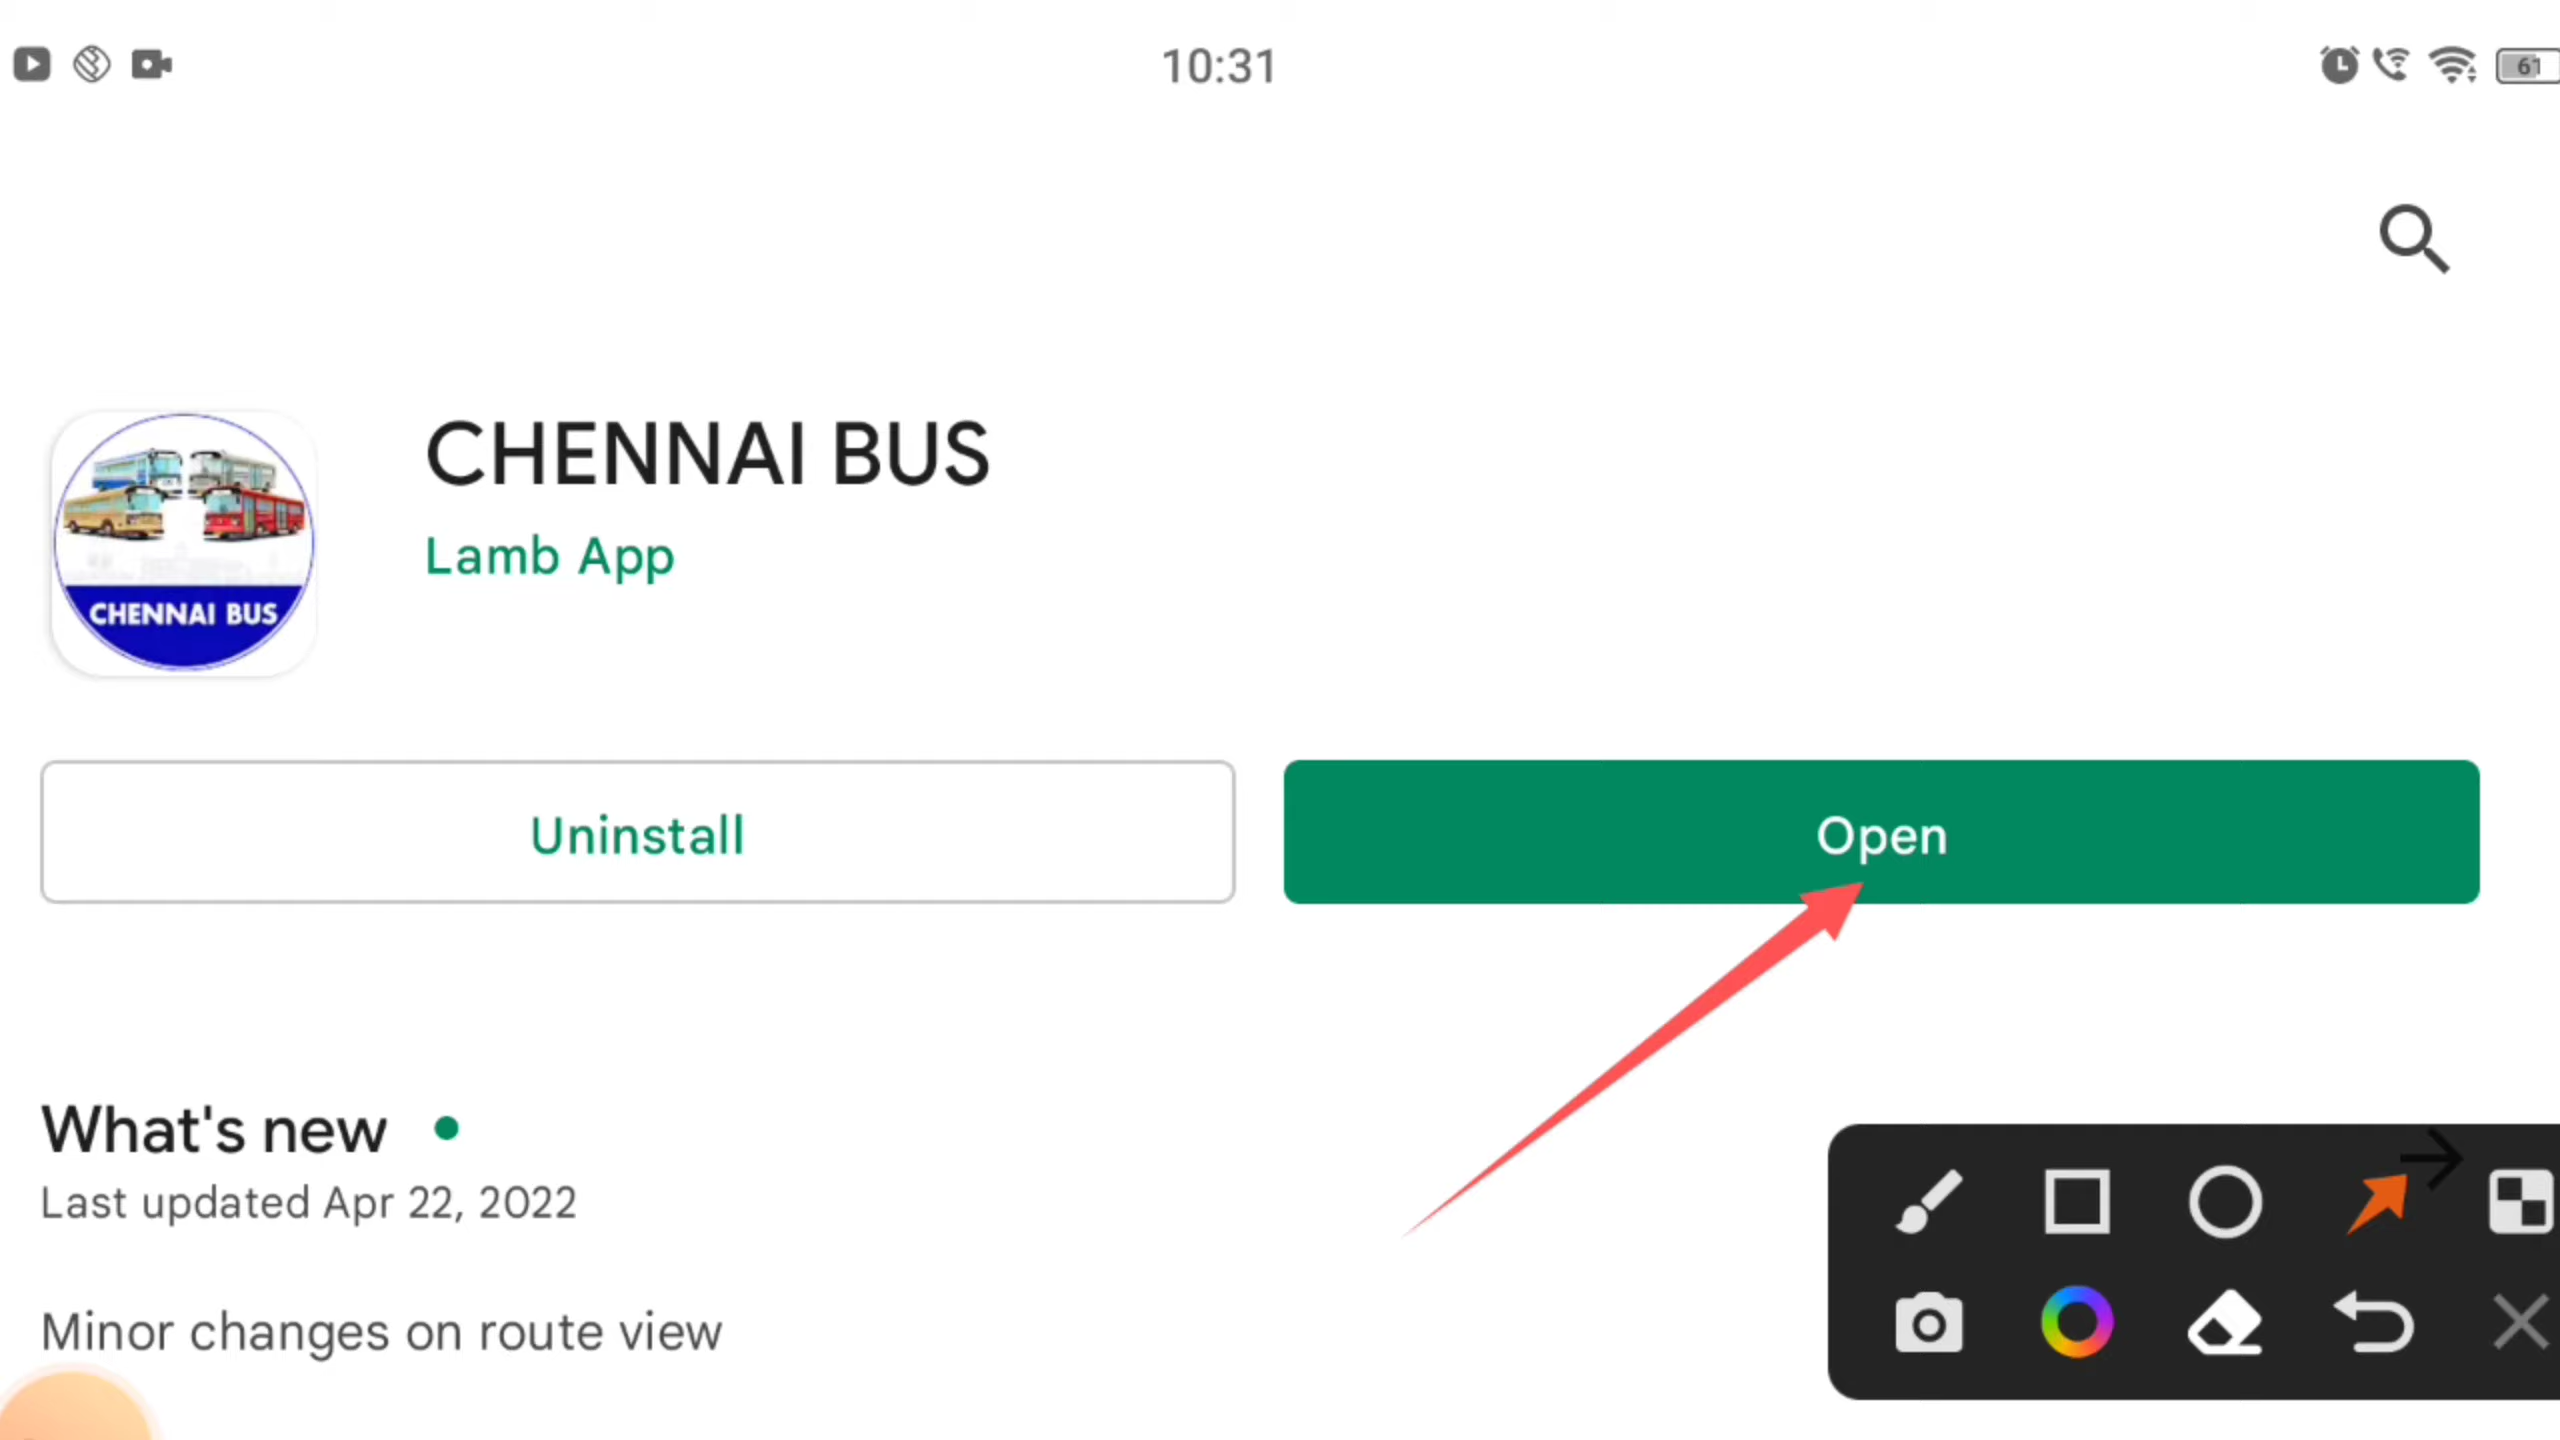 10:31
61
CHENNAI BUS
Lamb App
CHENNAI BUS
Uninstall
Open
What's new
Last updated Apr 22, 2022
Minor changes on route view